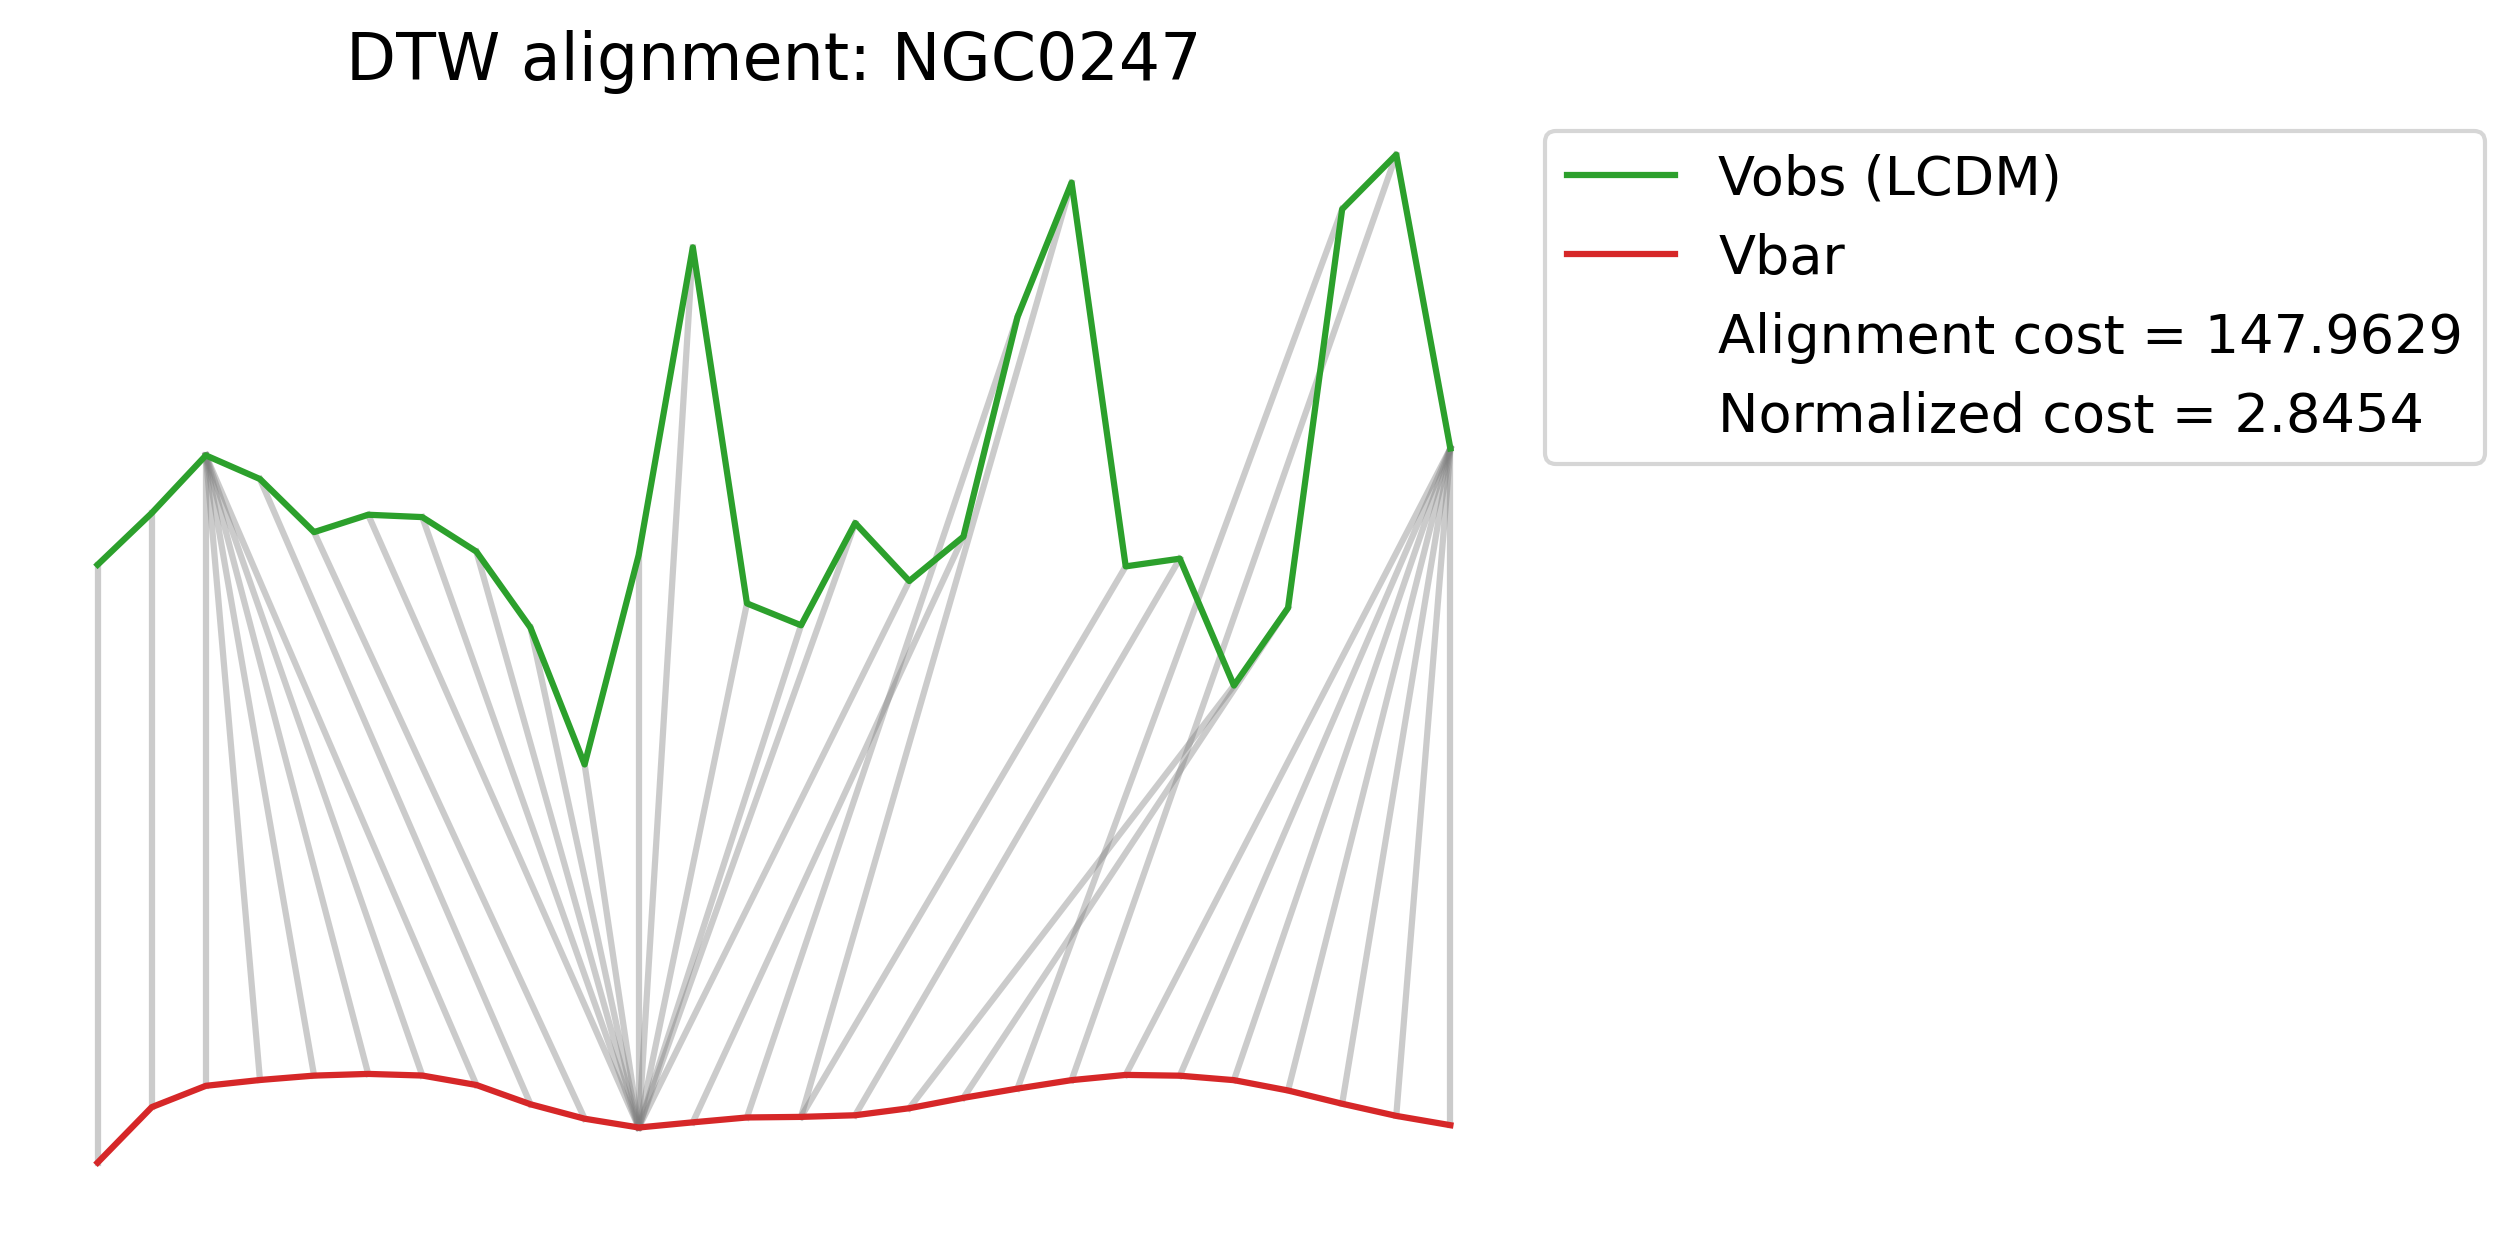 DTW alignment: NGC0247
Vobs (LCDM)
Vbar
Alignment cost = 147.9629
Normalized cost = 2.8454